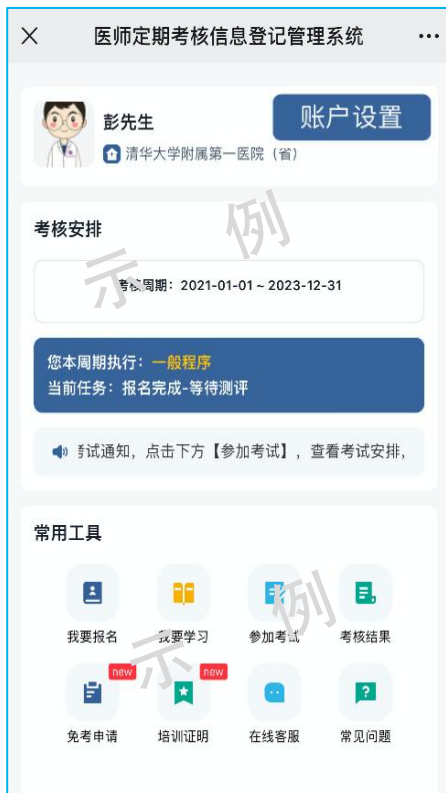 医师定期考核信息登记管理系统
彭先生
账户设置
清华大学附属第一医院（省）
考核安排
考核周期：2021-01-01 ~ 2023-12-31
您本周期执行：一般程序
当前任务：报名完成-等待测评
考试通知，点击下方【参加考试】，查看考试安排，
常用工具
我要报名 我要学习 参加考试 考核结果
new new
免考申请 培训证明 在线客服 常见问题
示例
示例